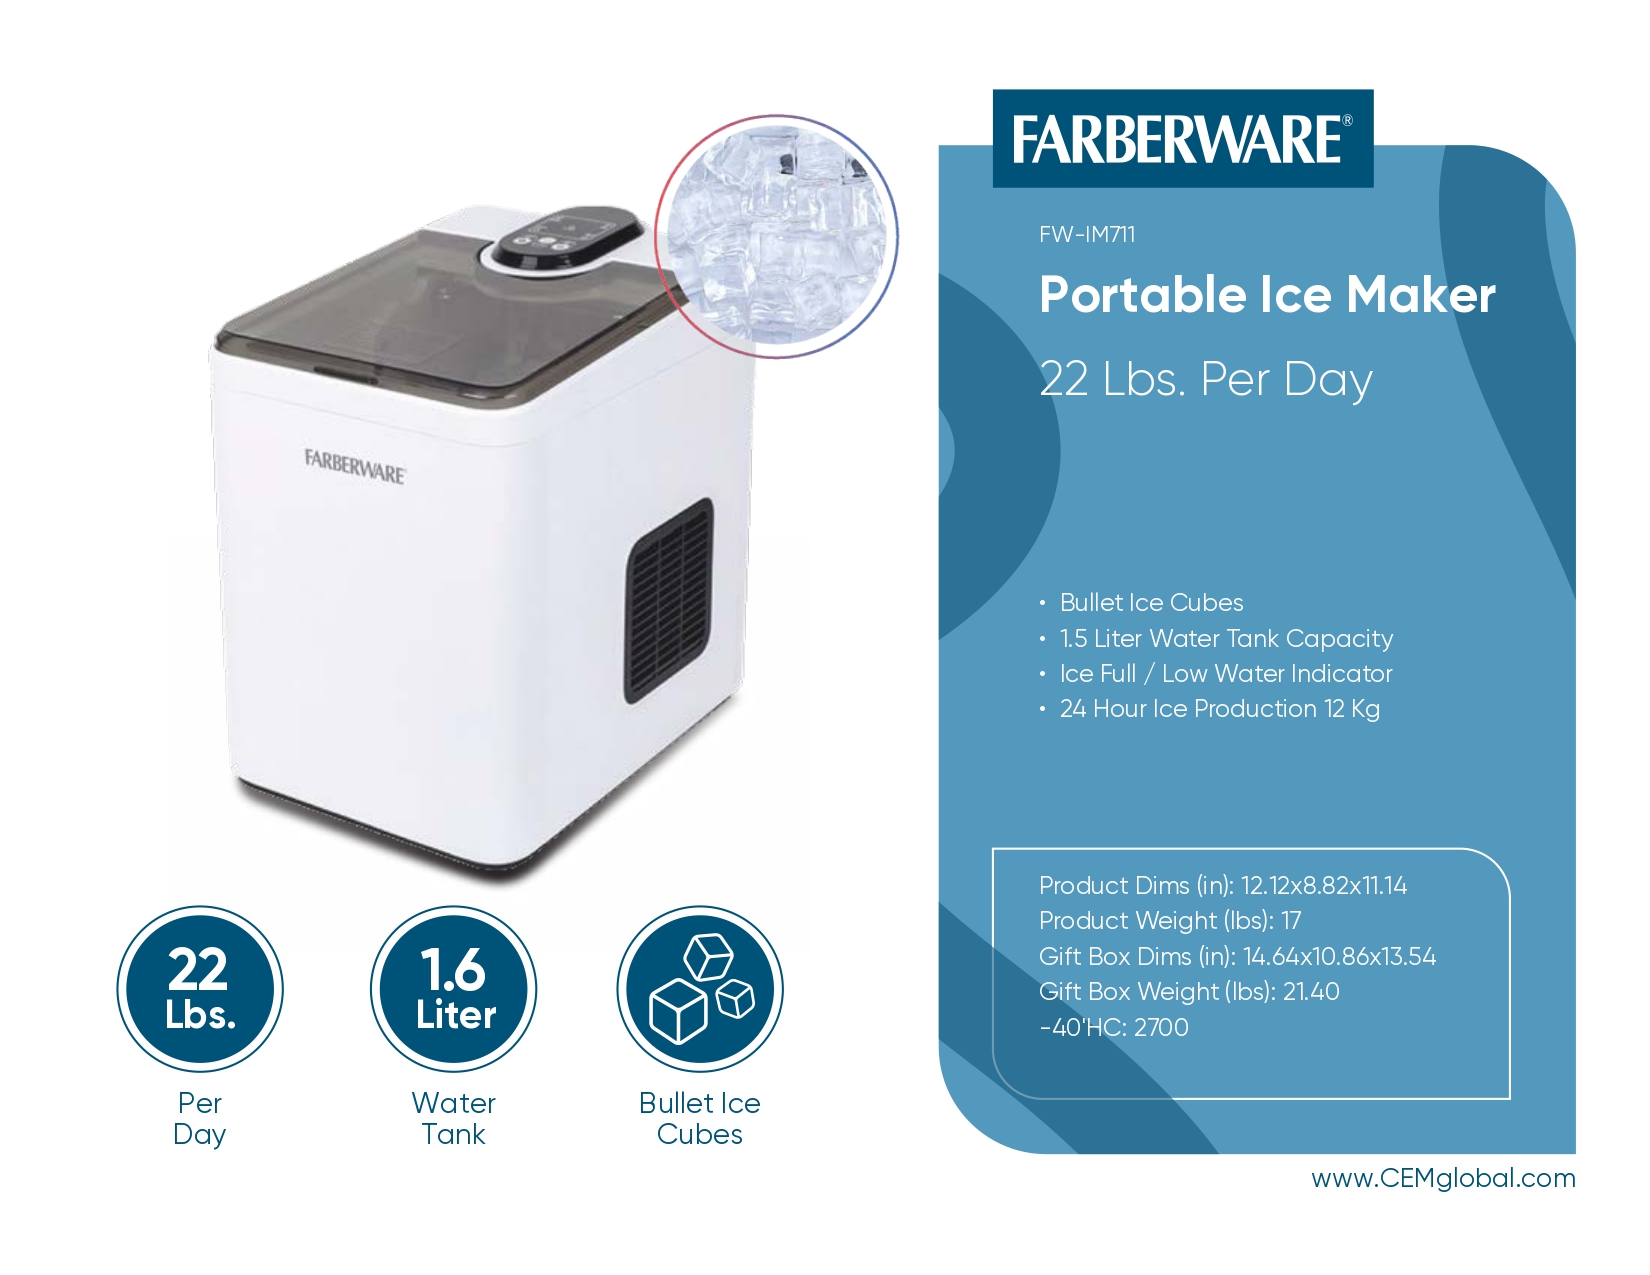 FARBERWARE®
FW-IM711
Portable Ice Maker
22 Lbs. Per Day
• Bullet Ice Cubes
• 1.5 Liter Water Tank Capacity
• Ice Full / Low Water Indicator
• 24 Hour Ice Production 12 Kg
Product Dims (in): 12.12x8.82x11.14
Product Weight (lbs): 17
Gift Box Dims (in): 14.64x10.86x13.54
Gift Box Weight (lbs): 21.40
-40'HC: 2700
FARBERWARE
22
Lbs.
Per
Day
1.6
Liter
Water
Tank
Bullet Ice
Cubes
www.CEMglobal.com